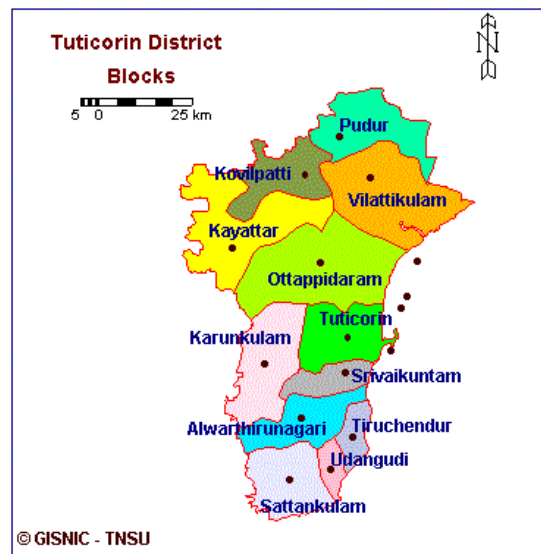 Tuticorin District
Blocks
N
5 0 25 km
Pudur
Kovilpatti
Vilattikulam
Kayattar
Ottappidaram
Tuticorin
Karunkulam
Srivaikuntam
Alwarthirunagari
Tiruchendur
Udangudi
Sattankulam
© GISNIC - TNSU